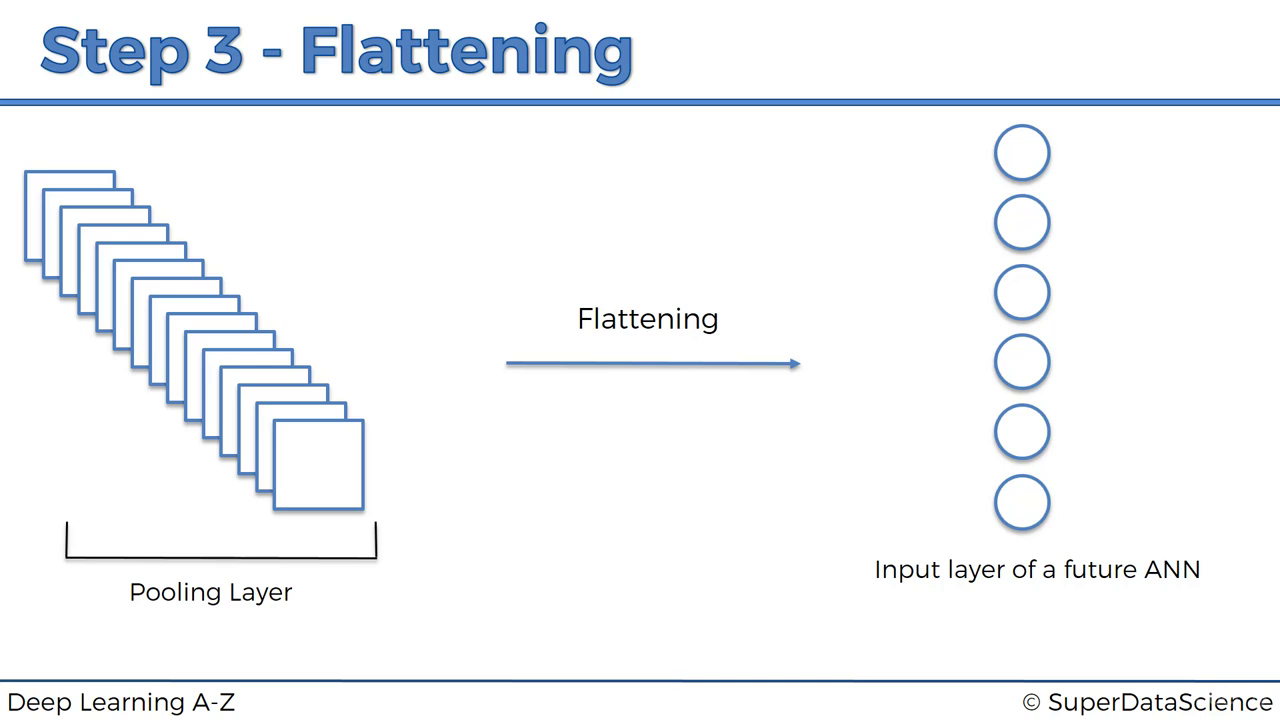 Step 3 - Flattening
Flattening
Input layer of a future ANN
Pooling Layer
Deep Learning A-Z
© SuperDataScience